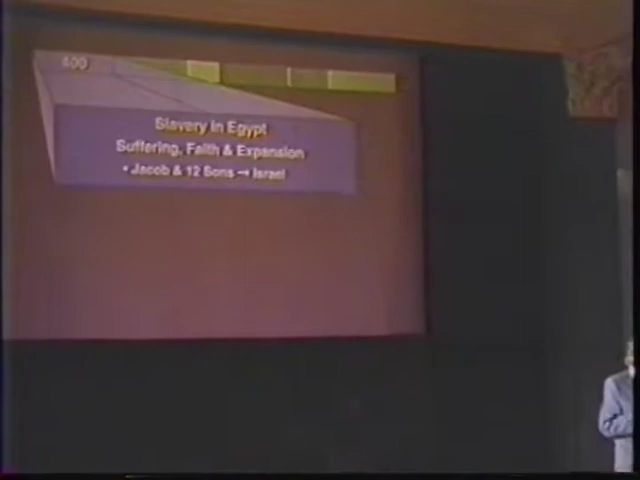 400
Slavery in Egypt
Suffering, Faith & Expansion
• Jacob & 12 Sons → Israel